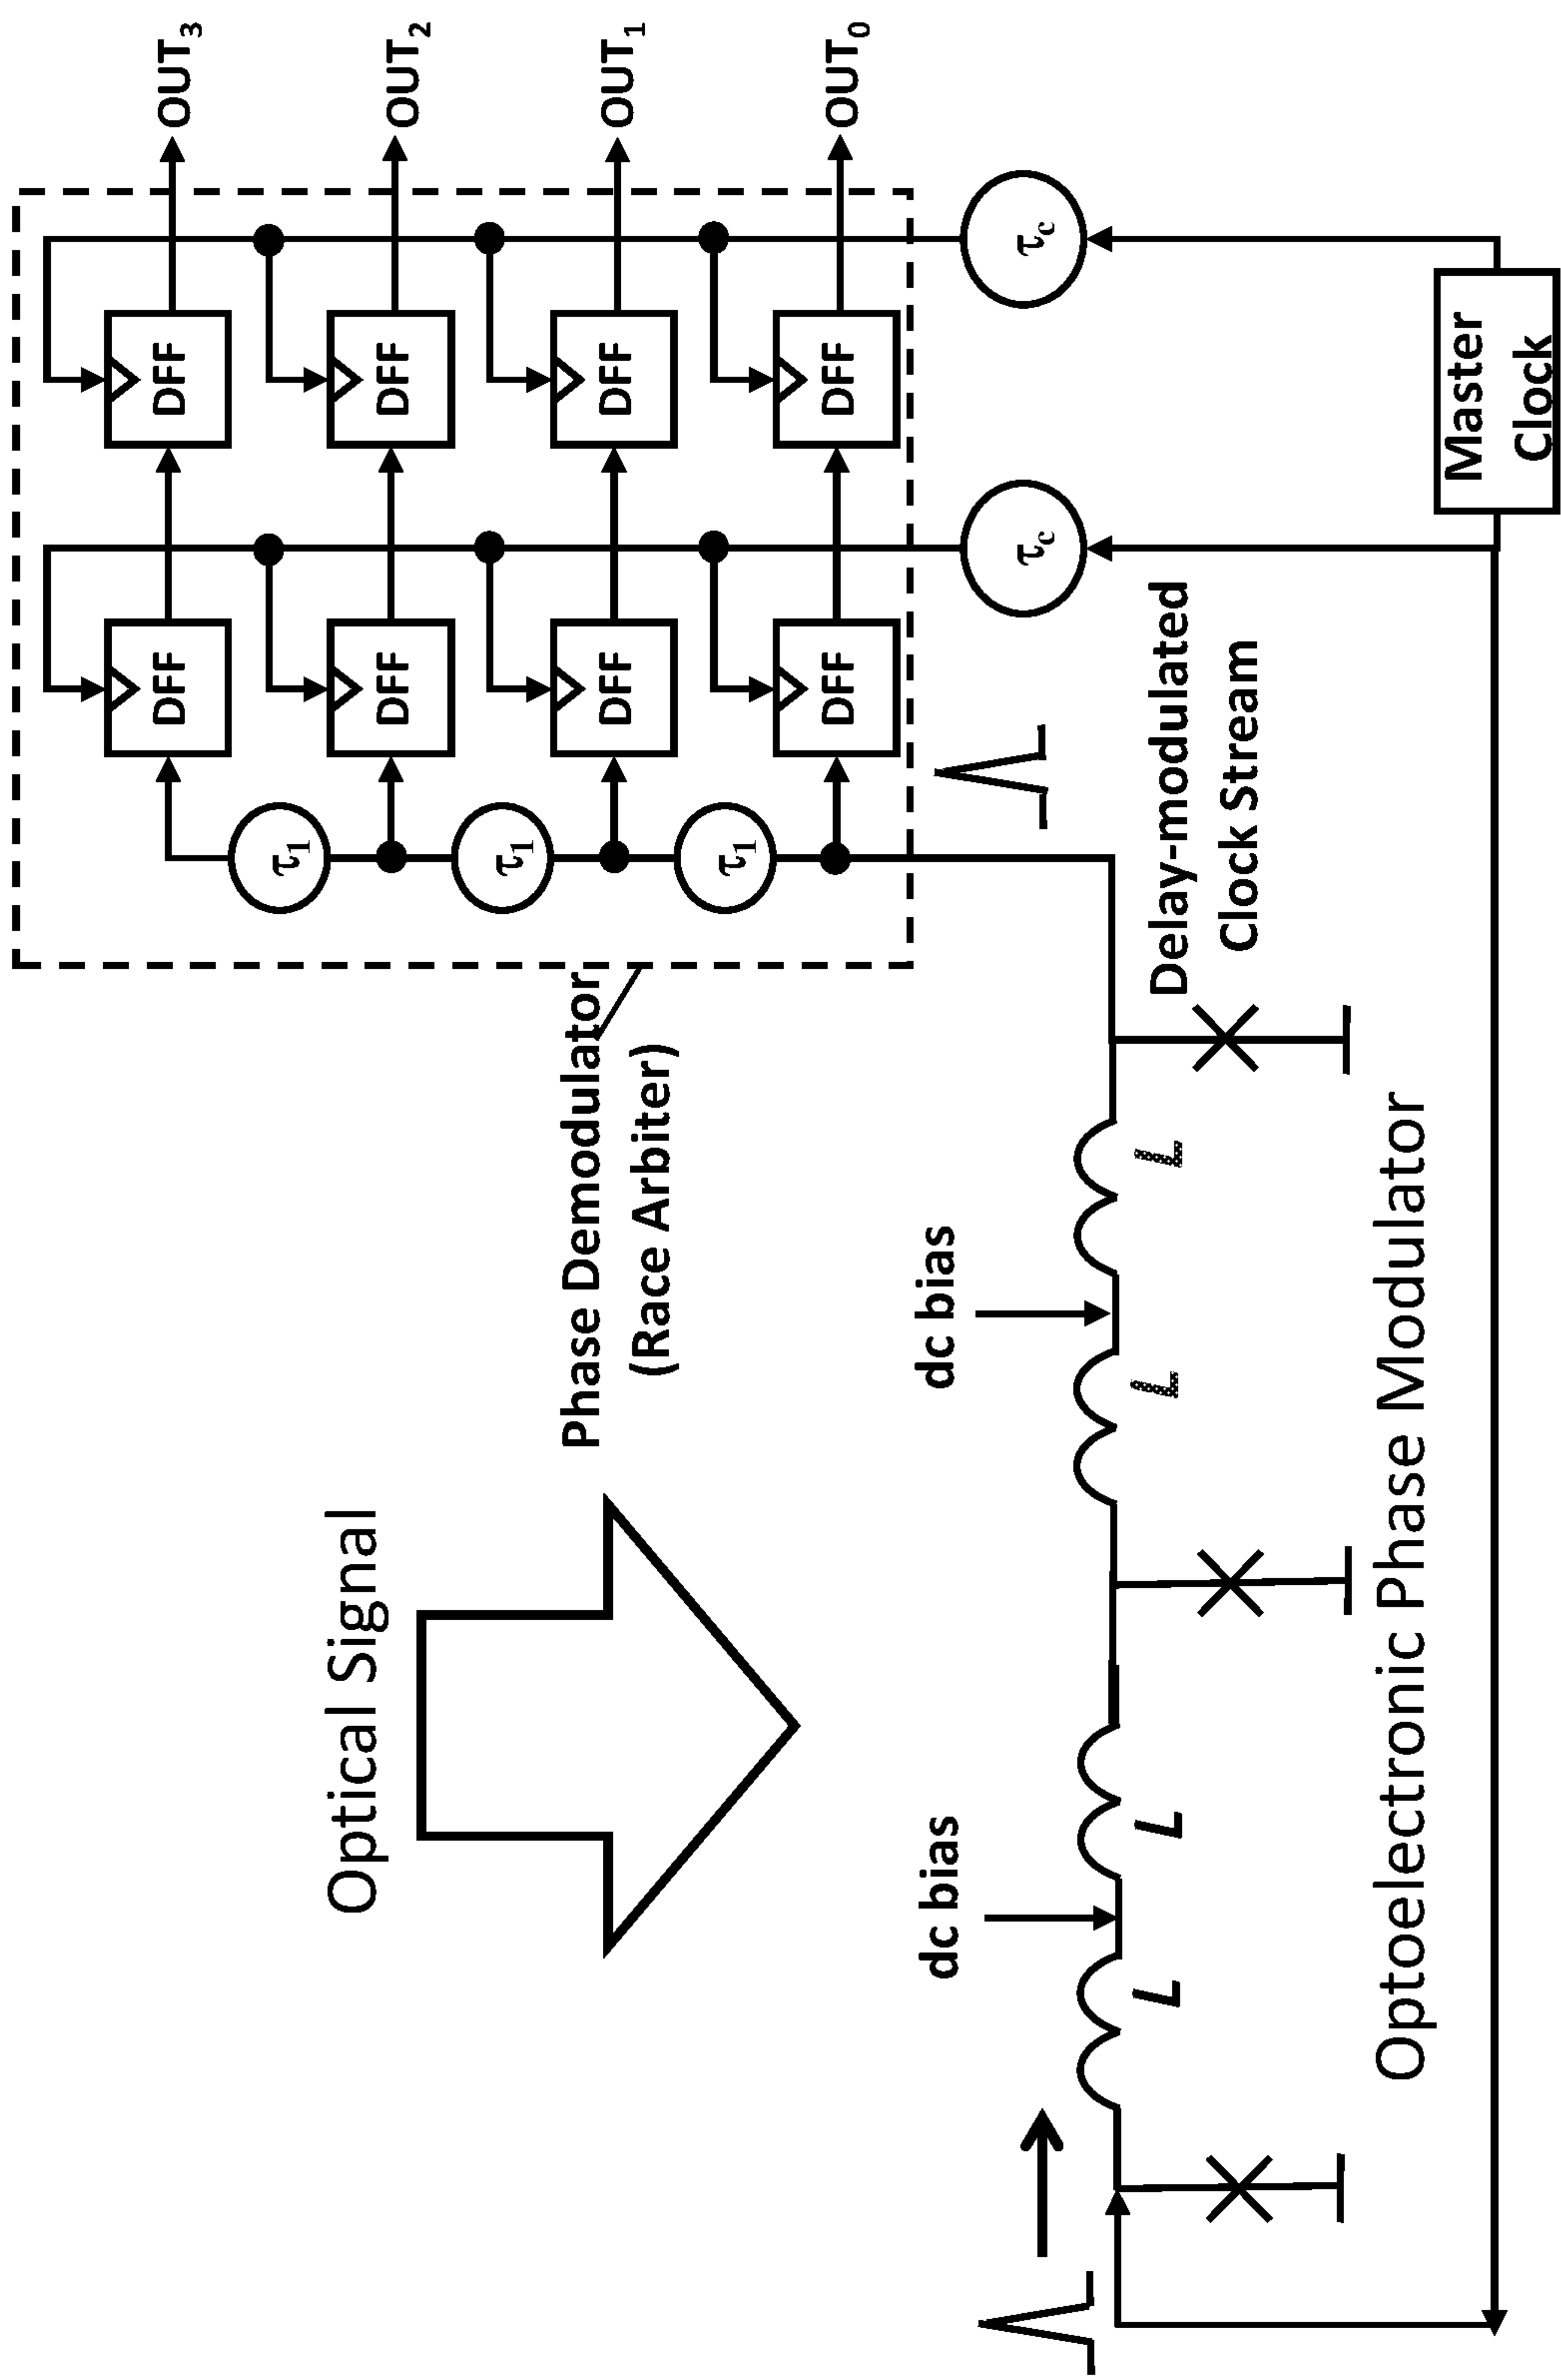 DFF
DFF
OUT₃
τ₁
Optical Signal
DFF
DFF
OUT₂
τ₁
Phase Demodulator
(Race Arbiter)
DFF
DFF
OUT₁
τ₁
DFF
DFF
OUT₀
dc bias
dc bias
τc
τc
L
L
L
L
Delay-modulated
Clock Stream
Optoelectronic Phase Modulator
Master
Clock